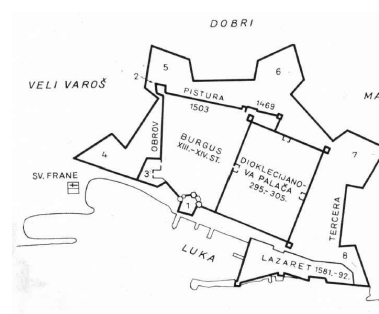 DOBRI
5
6
2
VELI VAROŠ
PISTURA
1503
1469
MA
OBROV
BURGUS
XIII.-XIV.ST.
7
4
DIOKLECIJANO-
VA PALAČA
295.-305.
SV. FRANE
3
1
TERCERA
LUKA
LAZARET 1581.-92.
8